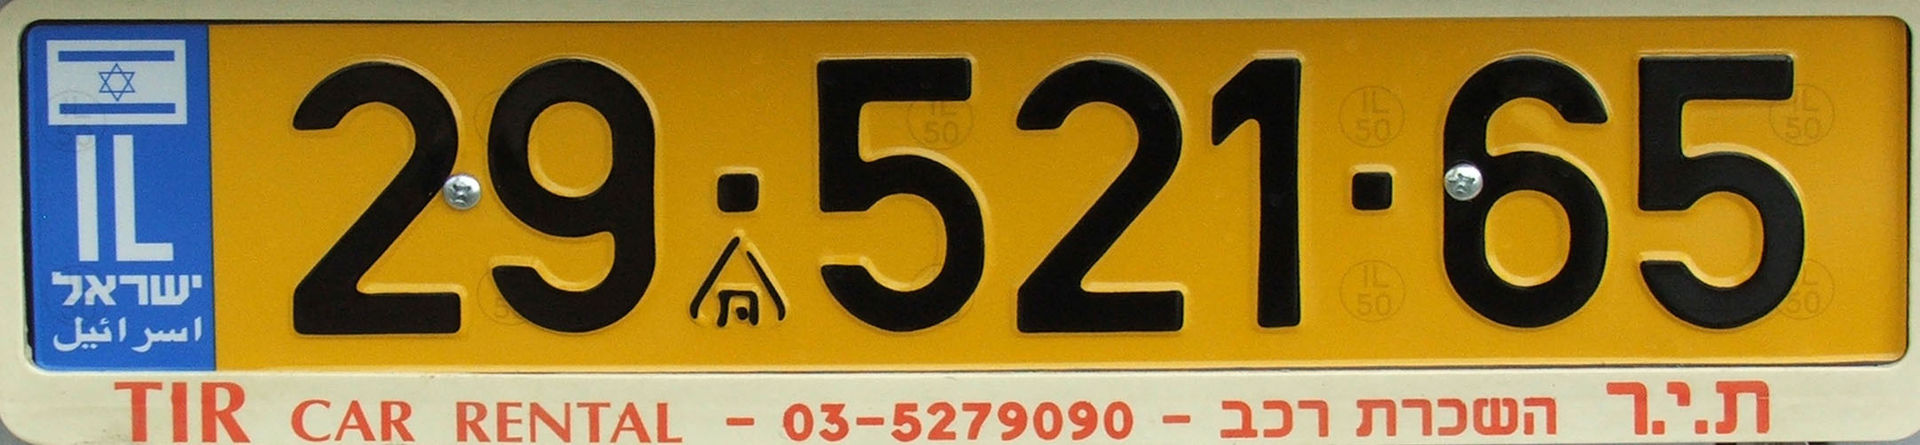 IL
ישראל
اسرائيل
29·521·65
TIR CAR RENTAL - 03-5279090 - ת.י.ר השכרת רכב